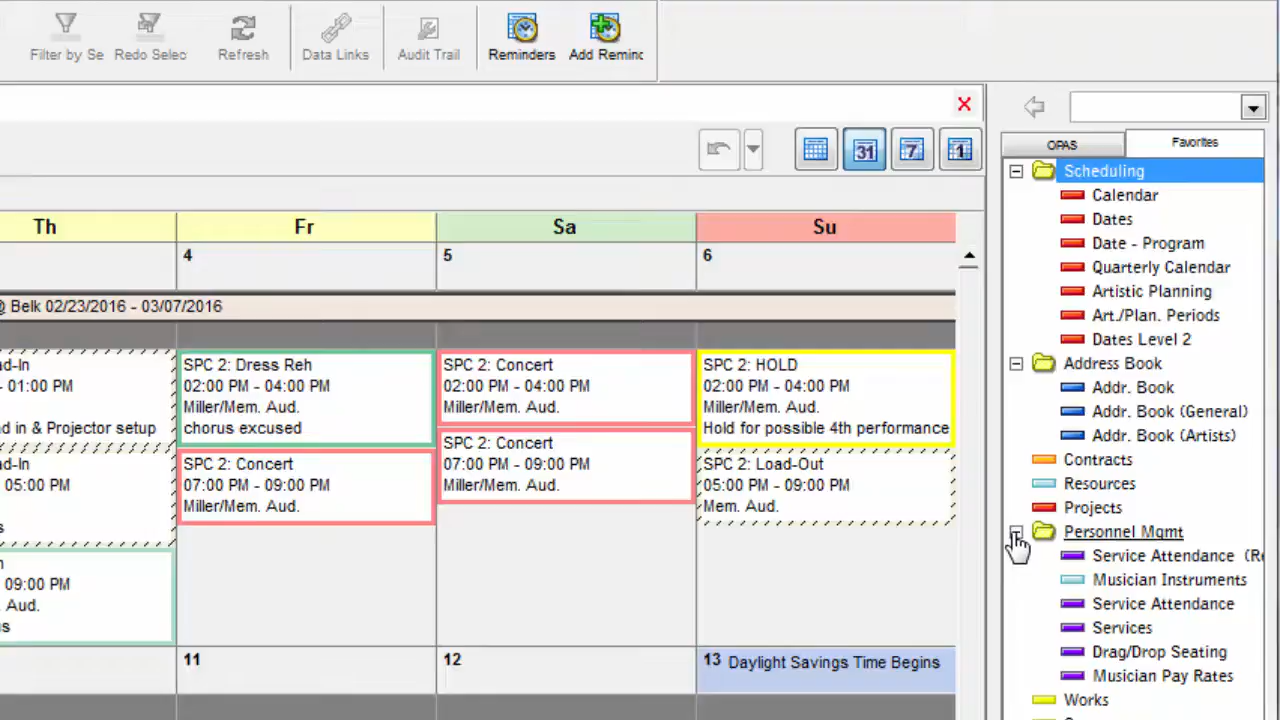 Filter by Se Redo Selec Refresh Data Links Audit Trail Reminders Add Remin
31 7 1
OPAS Favorites
Th Fr Sa Su
4 5 6
@ Belk 02/23/2016 - 03/07/2016
ad-In
- 01:00 PM
ad in & Projector setup
ad-In
05:00 PM
s
n
09:00 PM
Aud.
us
SPC 2: Dress Reh
02:00 PM - 04:00 PM
Miller/Mem. Aud.
chorus excused
SPC 2: Concert
07:00 PM - 09:00 PM
Miller/Mem. Aud.
SPC 2: Concert
02:00 PM - 04:00 PM
Miller/Mem. Aud.
SPC 2: Concert
07:00 PM - 09:00 PM
Miller/Mem. Aud.
SPC 2: HOLD
02:00 PM - 04:00 PM
Miller/Mem. Aud.
Hold for possible 4th performance
SPC 2: Load-Out
05:00 PM - 09:00 PM
Mem. Aud.
11 12 13 Daylight Savings Time Begins
Scheduling
Calendar
Dates
Date - Program
Quarterly Calendar
Artistic Planning
Art./Plan. Periods
Dates Level 2
Address Book
Addr. Book
Addr. Book (General)
Addr. Book (Artists)
Contracts
Resources
Projects
Personnel Mgmt
Service Attendance (Re
Musician Instruments
Service Attendance
Services
Drag/Drop Seating
Musician Pay Rates
Works